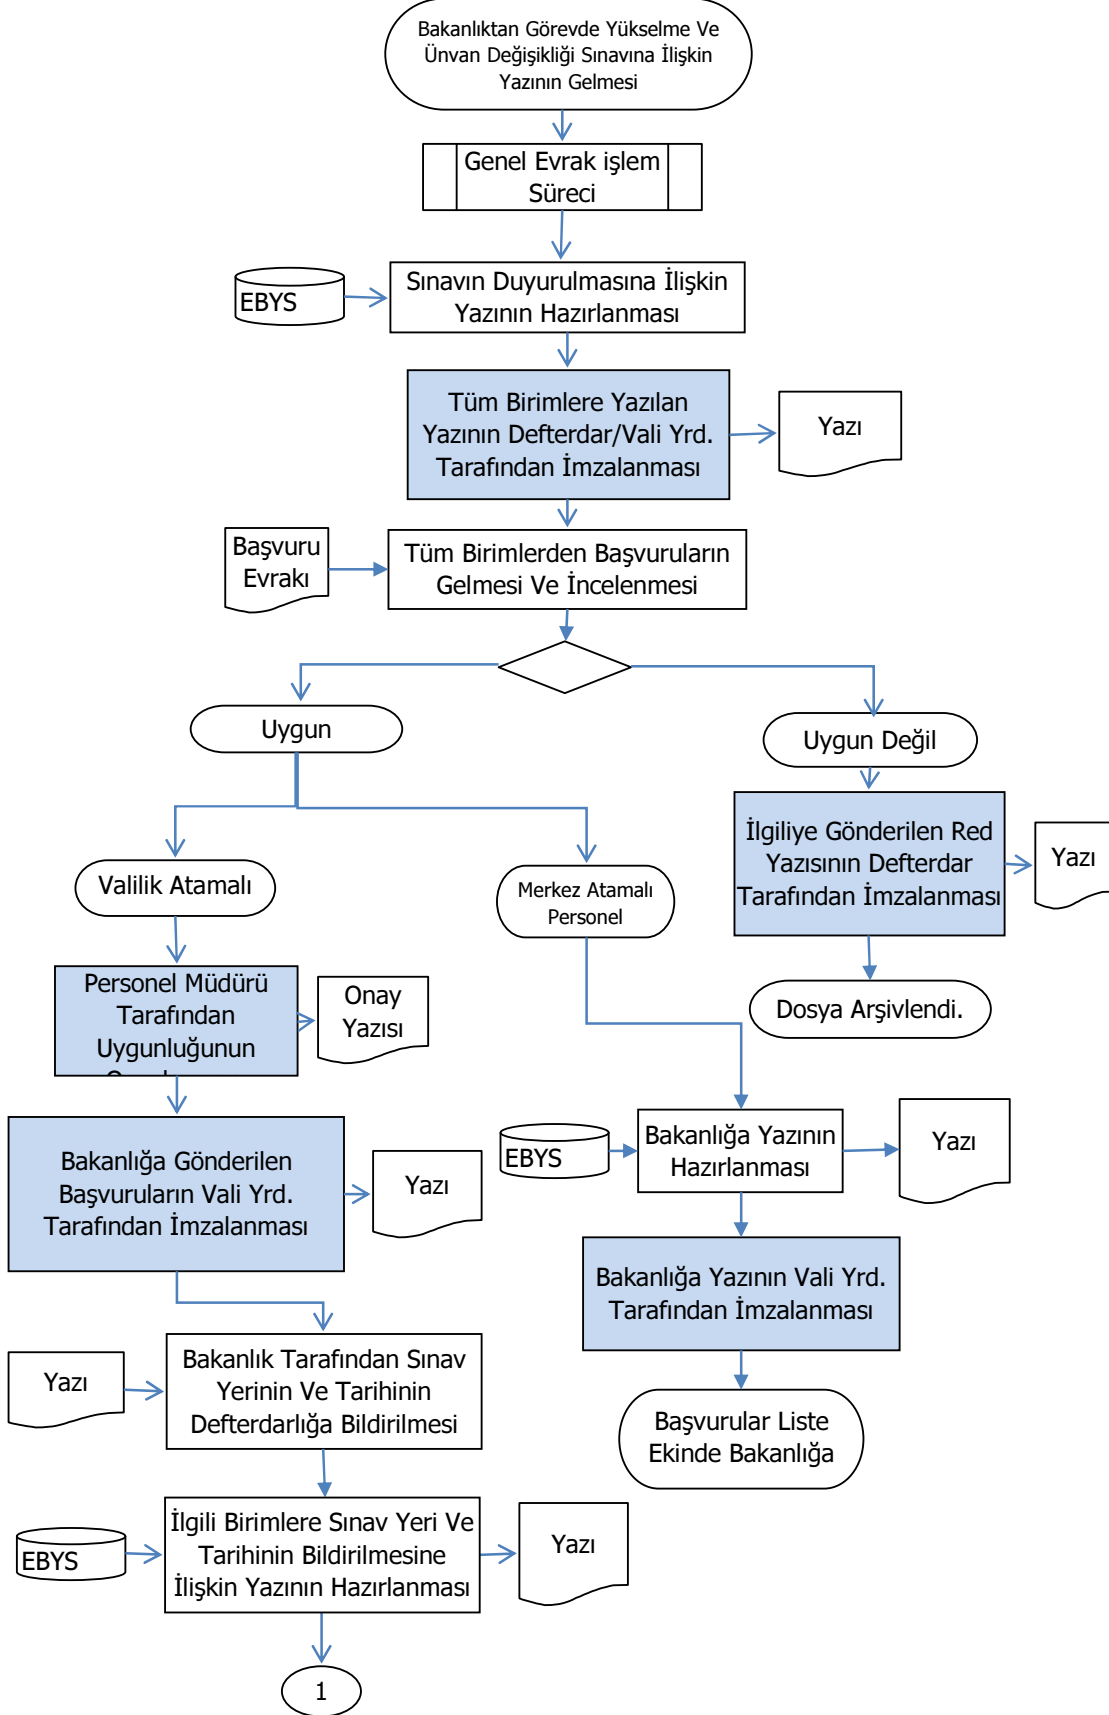 Bakanlıktan Görevde Yükselme Ve
Ünvan Değişikliği Sınavına İlişkin
Yazının Gelmesi
Genel Evrak işlem
Süreci
EBYS
Sınavın Duyurulmasına İlişkin
Yazının Hazırlanması
Tüm Birimlere Yazılan
Yazının Defterdar/Vali Yrd.
Tarafından İmzalanması
Yazı
Başvuru
Evrakı
Tüm Birimlerden Başvuruların
Gelmesi Ve İncelenmesi
Uygun
Uygun Değil
İlgiliye Gönderilen Red
Yazısının Defterdar
Tarafından İmzalanması
Yazı
Valilik Atamalı
Merkez Atamalı
Personel
Dosya Arşivlendi.
Personel Müdürü
Tarafından
Uygunluğunun
Onay
Yazısı
Bakanlığa Gönderilen
Başvuruların Vali Yrd.
Tarafından İmzalanması
Yazı
EBYS
Bakanlığa Yazının
Hazırlanması
Yazı
Bakanlığa Yazının Vali Yrd.
Tarafından İmzalanması
Yazı
Bakanlık Tarafından Sınav
Yerinin Ve Tarihinin
Defterdarlığa Bildirilmesi
Başvurular Liste
Ekinde Bakanlığa
EBYS
İlgili Birimlere Sınav Yeri Ve
Tarihinin Bildirilmesine
İlişkin Yazının Hazırlanması
Yazı
1